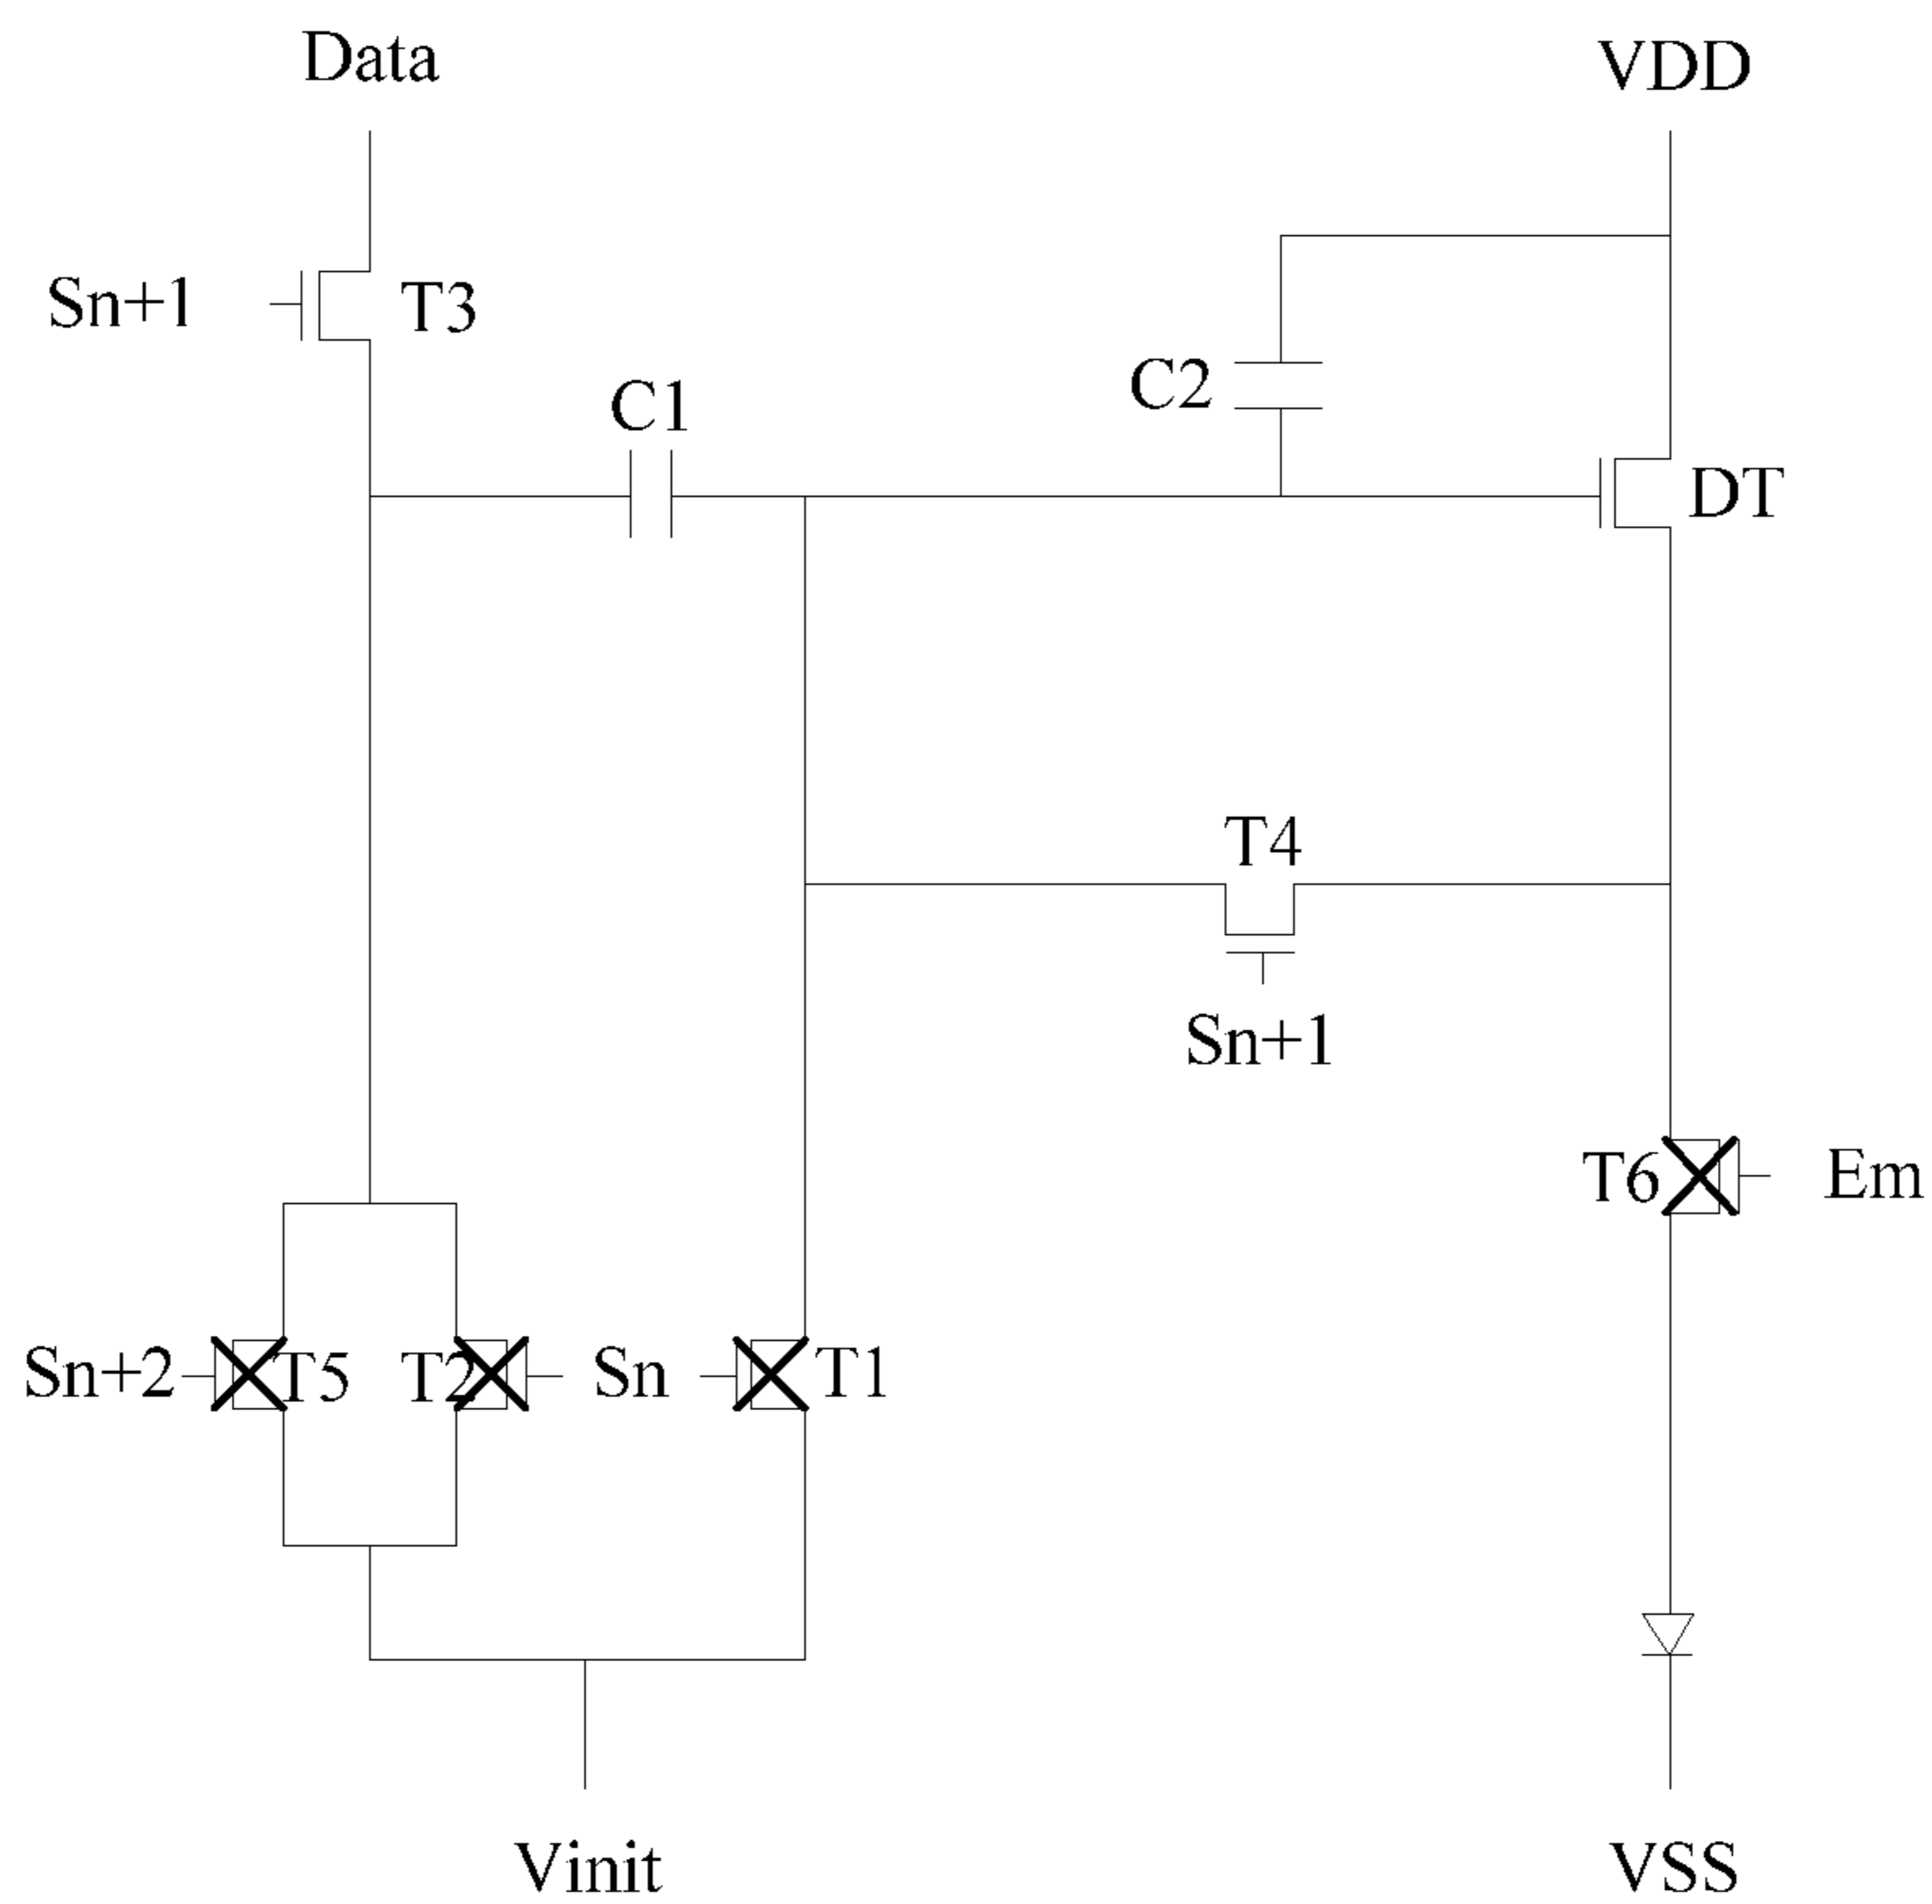 Data
VDD
Sn+1
T3
C1
C2
DT
T4
Sn+1
T6
Em
Sn+2
T5
T2
Sn
T1
Vinit
VSS